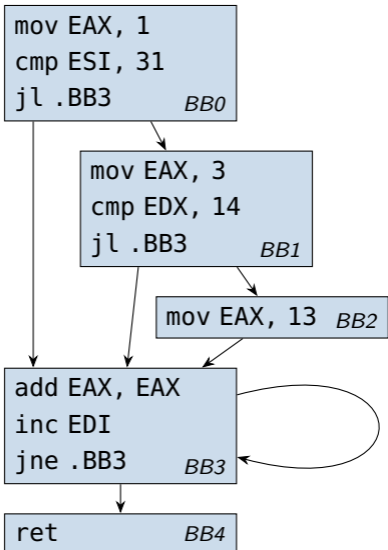 mov EAX, 1
cmp ESI, 31
jl .BB3 BB0
mov EAX, 3
cmp EDX, 14
jl .BB3 BB1
mov EAX, 13 BB2
add EAX, EAX
inc EDI
jne .BB3 BB3
ret BB4